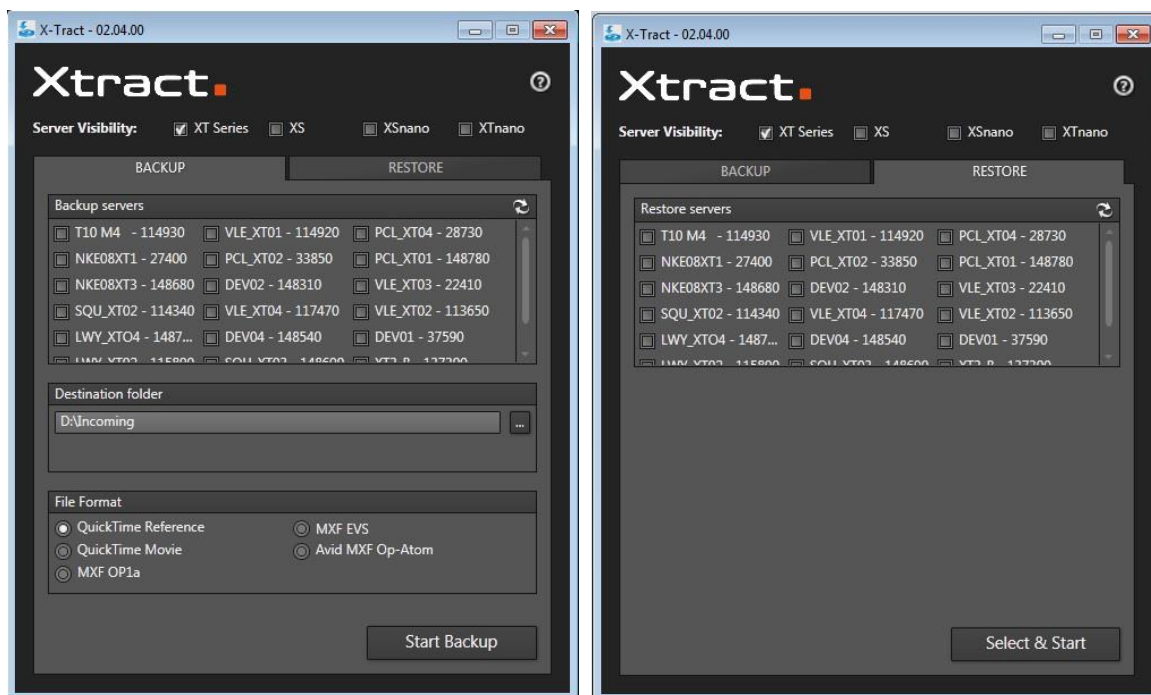 X-Tract - 02.04.00
Xtract.
Server Visibility: XT Series XS XSnano XTnano
BACKUP RESTORE
Backup servers
T10 M4 - 114930 VLE_XT01 - 114920 PCL_XT04 - 28730
NKE08XT1 - 27400 PCL_XT02 - 33850 PCL_XT01 - 148780
NKE08XT3 - 148680 DEV02 - 148310 VLE_XT03 - 22410
SQU_XT02 - 114340 VLE_XT04 - 117470 VLE_XT02 - 113650
LWY_XTO4 - 1487... DEV04 - 148540 DEV01 - 37590
Destination folder
D:\Incoming
...
File Format
QuickTime Reference MXF EVS
QuickTime Movie Avid MXF Op-Atom
MXF OP1a
Start Backup
X-Tract - 02.04.00
Xtract.
Server Visibility: XT Series XS XSnano XTnano
BACKUP RESTORE
Restore servers
T10 M4 - 114930 VLE_XT01 - 114920 PCL_XT04 - 28730
NKE08XT1 - 27400 PCL_XT02 - 33850 PCL_XT01 - 148780
NKE08XT3 - 148680 DEV02 - 148310 VLE_XT03 - 22410
SQU_XT02 - 114340 VLE_XT04 - 117470 VLE_XT02 - 113650
LWY_XTO4 - 1487... DEV04 - 148540 DEV01 - 37590
Select & Start